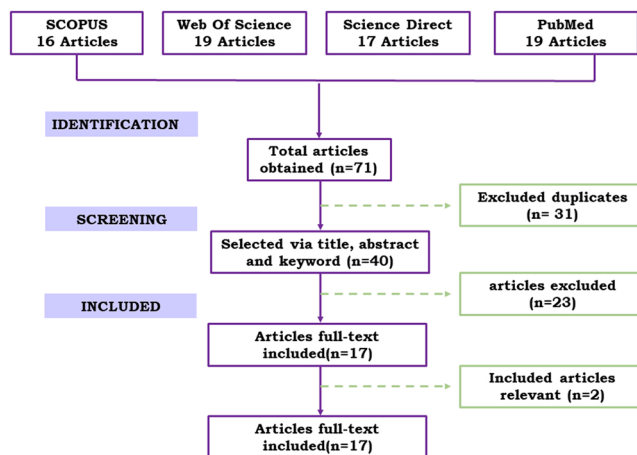 SCOPUS
16 Articles
Web Of Science
19 Articles
Science Direct
17 Articles
PubMed
19 Articles
IDENTIFICATION
Total articles
obtained (n=71)
Excluded duplicates
(n= 31)
SCREENING
Selected via title, abstract
and keyword (n=40)
articles excluded
(n=23)
INCLUDED
Articles full-text
included(n=17)
Included articles
relevant (n=2)
Articles full-text
included(n=17)